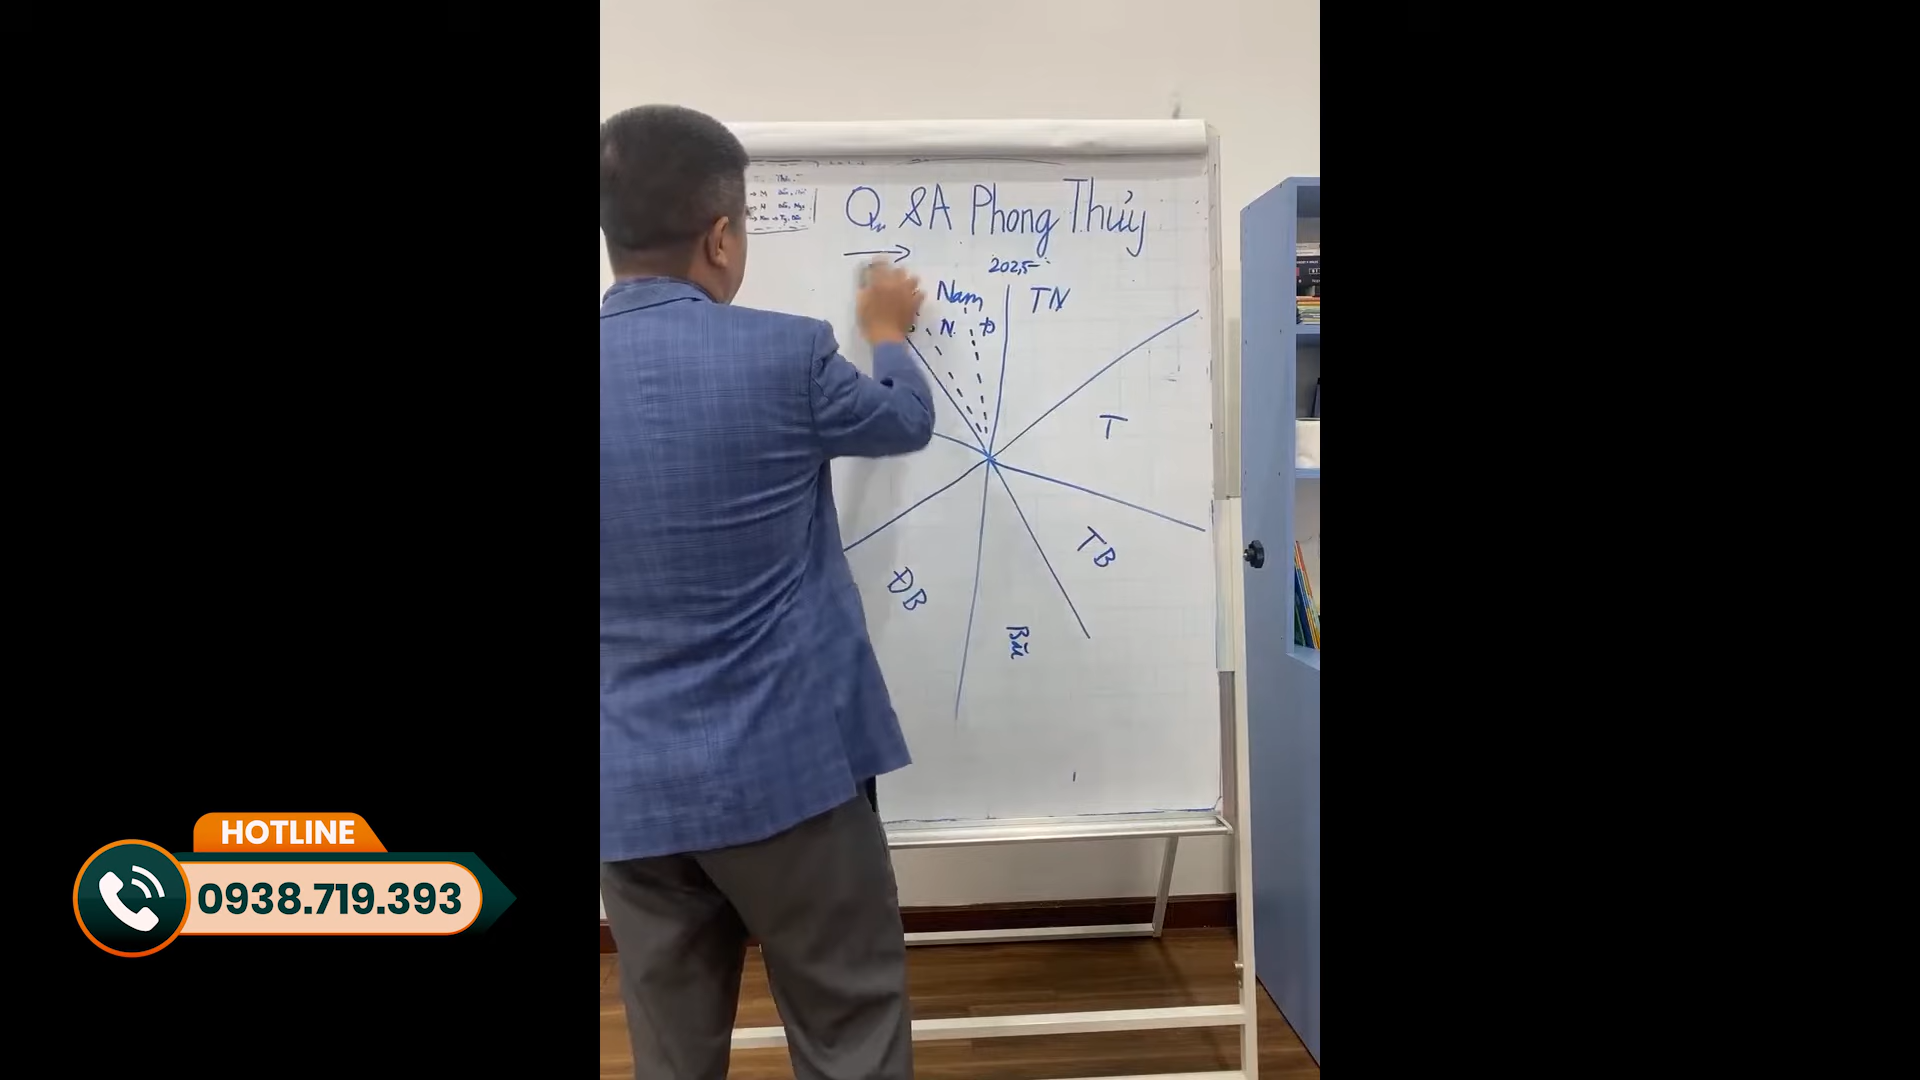 Q&A Phong Thủy
2025
Nam
TN
N. Đ
T
TB
ĐB
Bắc
HOTLINE
0938.719.393